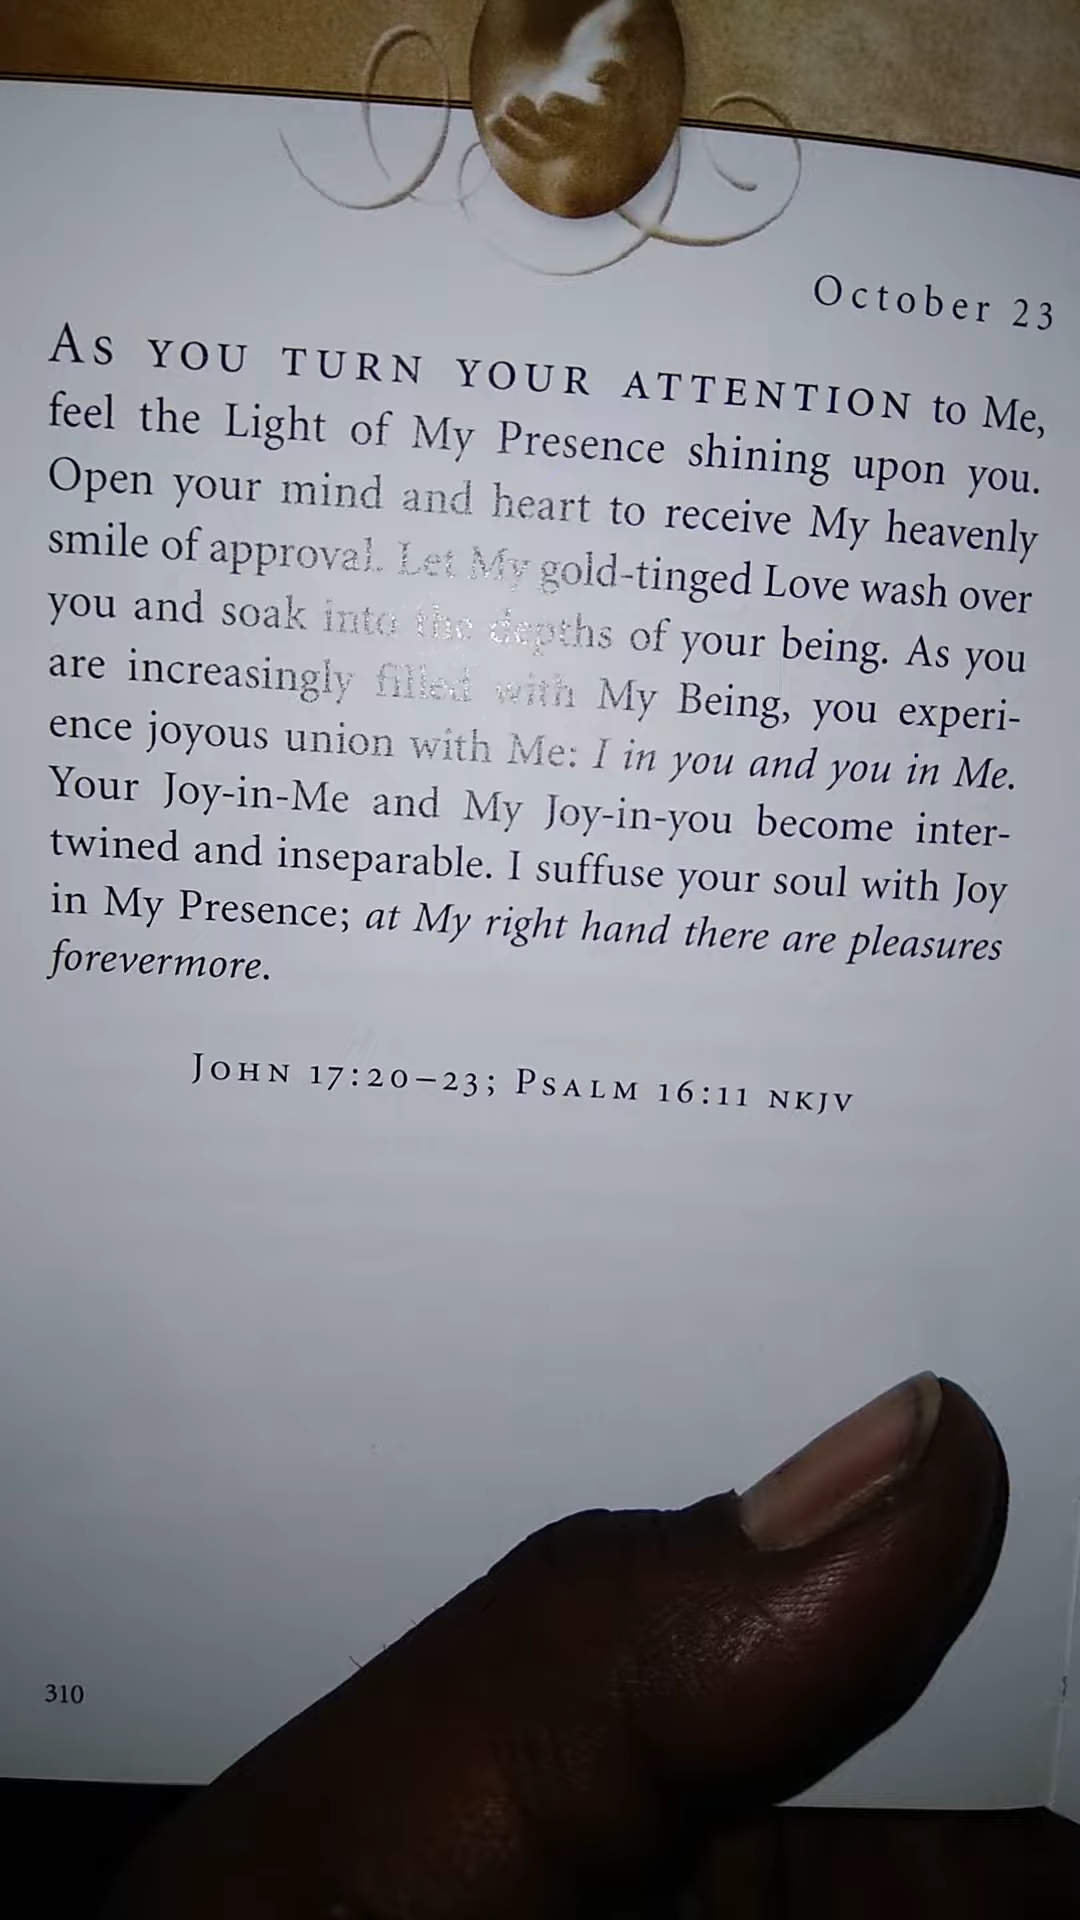 October 23
AS YOU TURN YOUR ATTENTION to Me,
feel the Light of My Presence shining upon you.
Open your mind and heart to receive My heavenly
smile of approval. Let My gold-tinged Love wash over
you and soak into the depths of your being. As you
are increasingly filled with My Being, you experi-
ence joyous union with Me: I in you and you in Me.
Your Joy-in-Me and My Joy-in-you become inter-
twined and inseparable. I suffuse your soul with Joy
in My Presence; at My right hand there are pleasures
forevermore.
JOHN 17:20–23; PSALM 16:11 NKJV
310